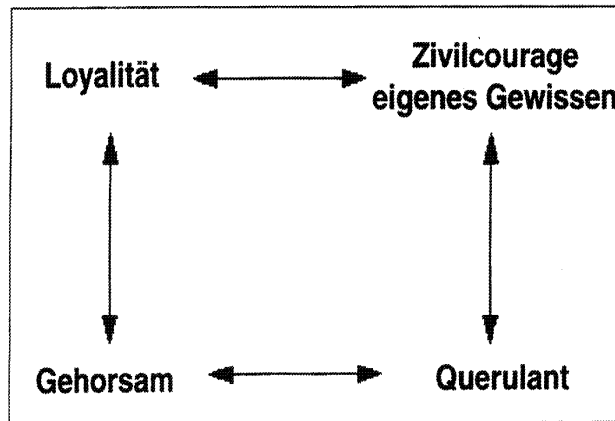 Loyalität
Zivilcourage
eigenes Gewissen
Gehorsam
Querulant